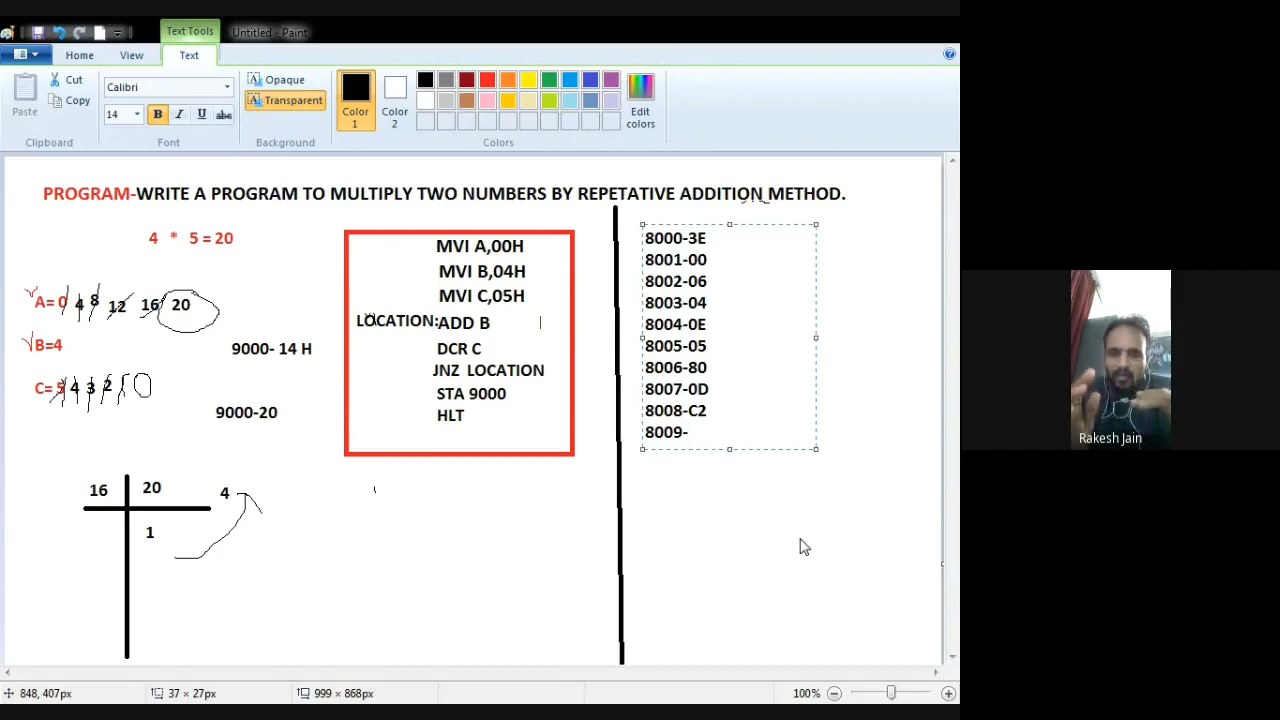 Text Tools
Untitled - Paint
Home View Text
Paste
Cut
Copy
Clipboard
Calibri
14 B I U abc
Font
Opaque
Transparent
Background
Color 1
Color 2
Edit colors
Colors
PROGRAM-WRITE A PROGRAM TO MULTIPLY TWO NUMBERS BY REPETATIVE ADDITION METHOD.
4 * 5 = 20
A= 0 4 8 12 16 20
B=4
C= 5 4 3 2 1 0
9000- 14 H
9000-20
16 20 4
1
MVI A,00H
MVI B,04H
MVI C,05H
LOCATION: ADD B
DCR C
JNZ LOCATION
STA 9000
HLT
8000-3E
8001-00
8002-06
8003-04
8004-0E
8005-05
8006-80
8007-0D
8008-C2
8009-
Rakesh Jain
848, 407px
37 × 27px
999 × 868px
100%